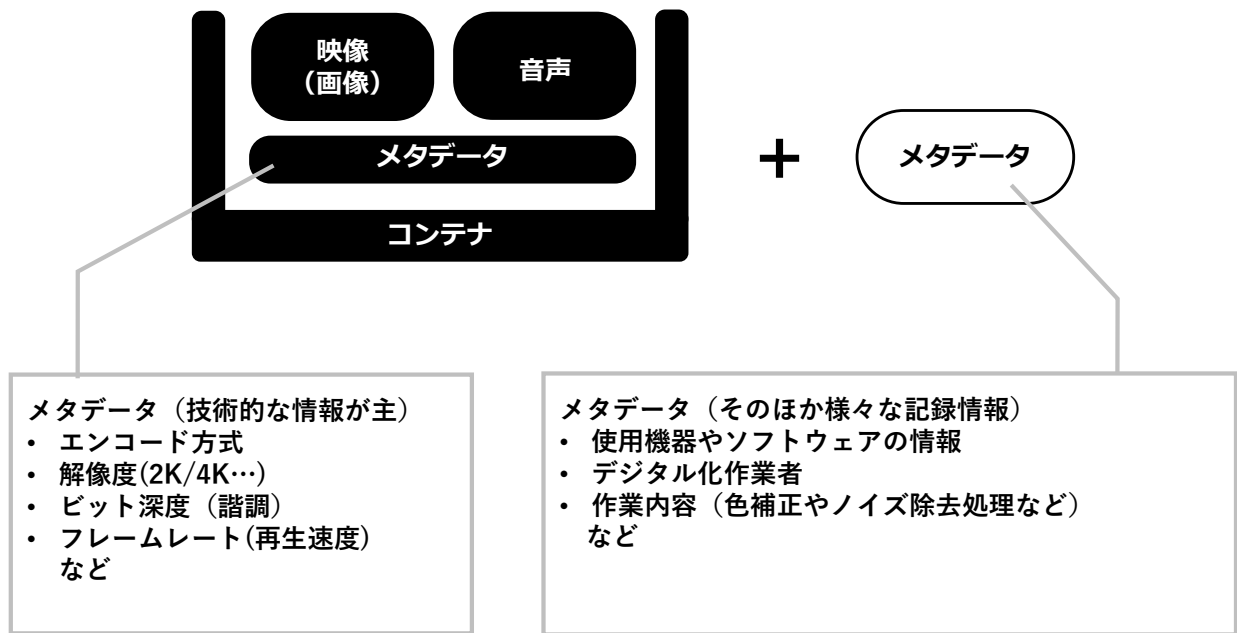 映像
（画像）
音声
メタデータ
コンテナ
+
メタデータ
メタデータ（技術的な情報が主）
• エンコード方式
• 解像度(2K/4K…)
• ビット深度（諧調）
• フレームレート(再生速度)
など
メタデータ（そのほか様々な記録情報）
• 使用機器やソフトウェアの情報
• デジタル化作業者
• 作業内容（色補正やノイズ除去処理など）
など